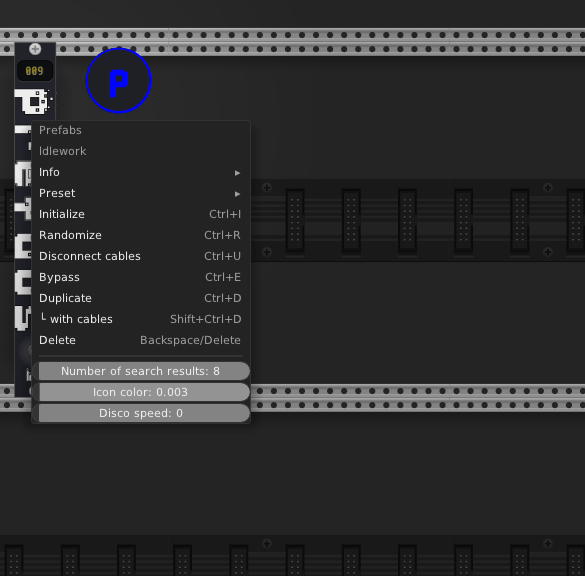 009
P
Prefabs
Idlework
Info ▸
Preset ▸
Initialize Ctrl+I
Randomize Ctrl+R
Disconnect cables Ctrl+U
Bypass Ctrl+E
Duplicate Ctrl+D
└ with cables Shift+Ctrl+D
Delete Backspace/Delete
Number of search results: 8
Icon color: 0.003
Disco speed: 0